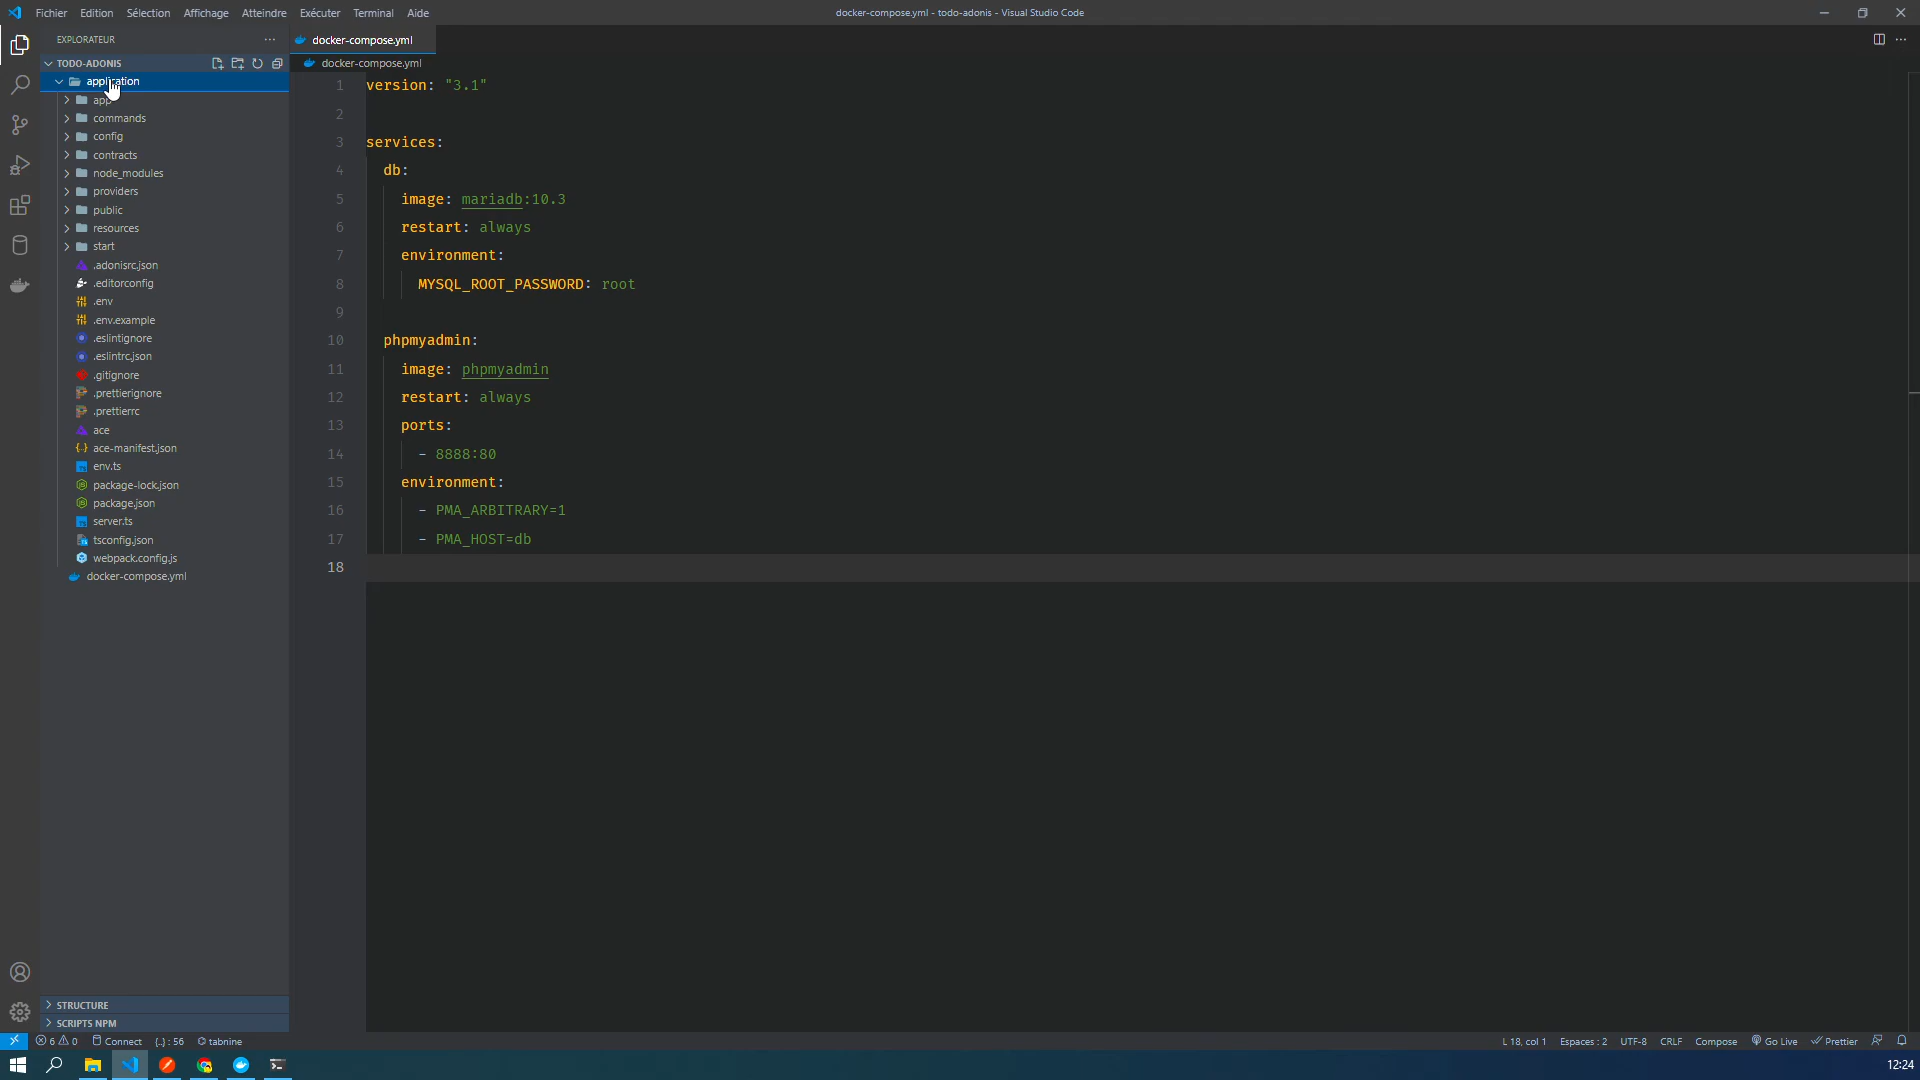 Fichier Edition Sélection Affichage Atteindre Exécuter Terminal Aide
docker-compose.yml - todo-adonis - Visual Studio Code
EXPLORATEUR
docker-compose.yml
TODO-ADONIS
docker-compose.yml
application
app
commands
config
contracts
node_modules
providers
public
resources
start
.adonisrc.json
.editorconfig
.env
.env.example
.eslintignore
.eslintrc.json
.gitignore
.prettierignore
.prettierrc
ace
ace-manifest.json
env.ts
package-lock.json
package.json
server.ts
tsconfig.json
webpack.config.js
docker-compose.yml
1 version: "3.1"
2
3 services:
4 db:
5 image: mariadb:10.3
6 restart: always
7 environment:
8 MYSQL_ROOT_PASSWORD: root
9
10 phpmyadmin:
11 image: phpmyadmin
12 restart: always
13 ports:
14 - 8888:80
15 environment:
16 - PMA_ARBITRARY=1
17 - PMA_HOST=db
18
STRUCTURE
SCRIPTS NPM
6 0 Connect {..} : 56 tabnine
L 18, col 1 Espaces : 2 UTF-8 CRLF Compose Go Live Prettier
12:24